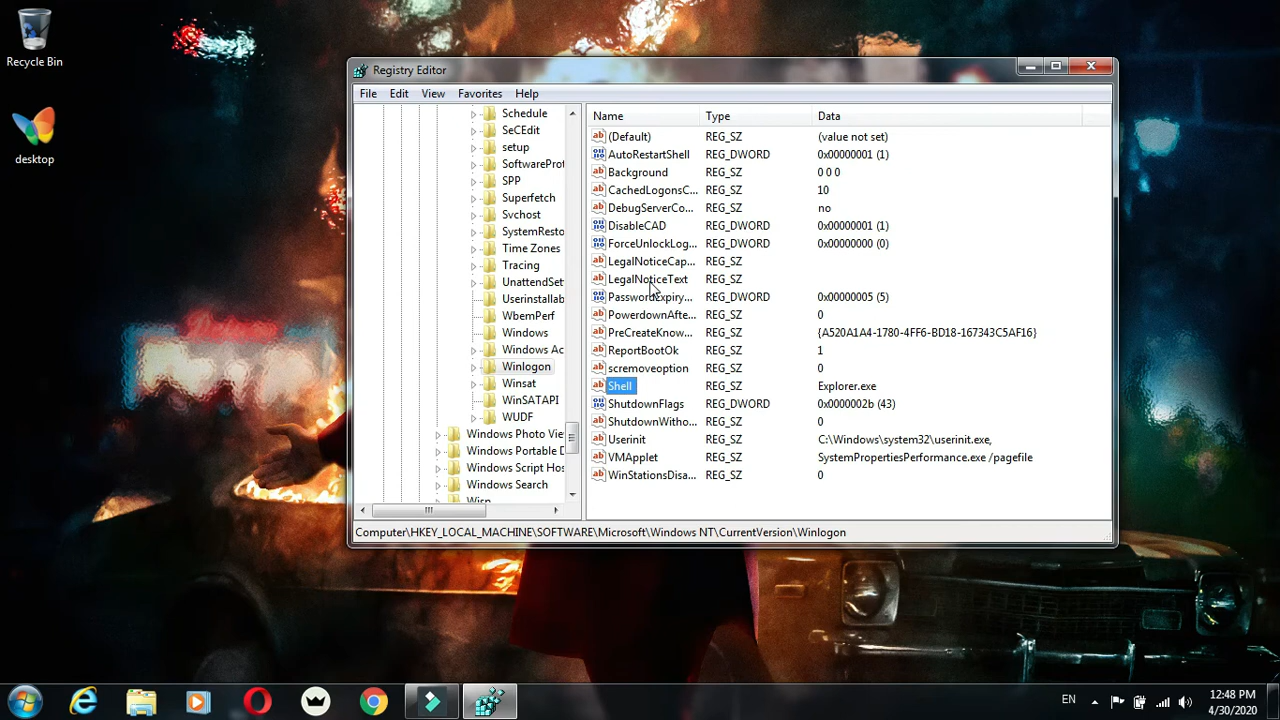 Recycle Bin
desktop
Registry Editor
File Edit View Favorites Help
Schedule
SeCEdit
setup
SoftwareProt
SPP
Superfetch
Svchost
SystemResto
Time Zones
Tracing
UnattendSet
Userinstallab
WbemPerf
Windows
Windows Ac
Winlogon
Winsat
WinSATAPI
WUDF
Windows Photo Vie
Windows Portable D
Windows Script Hos
Windows Search
Wisp
Name Type Data
(Default) REG_SZ (value not set)
AutoRestartShell REG_DWORD 0x00000001 (1)
Background REG_SZ 0 0 0
CachedLogonsC... REG_SZ 10
DebugServerCo... REG_SZ no
DisableCAD REG_DWORD 0x00000001 (1)
ForceUnlockLog... REG_DWORD 0x00000000 (0)
LegalNoticeCap... REG_SZ
LegalNoticeText REG_SZ
PasswordExpiry... REG_DWORD 0x00000005 (5)
PowerdownAfte... REG_SZ 0
PreCreateKnow... REG_SZ {A520A1A4-1780-4FF6-BD18-167343C5AF16}
ReportBootOk REG_SZ 1
scremoveoption REG_SZ 0
Shell REG_SZ Explorer.exe
ShutdownFlags REG_DWORD 0x0000002b (43)
ShutdownWitho... REG_SZ 0
Userinit REG_SZ C:\Windows\system32\userinit.exe,
VMApplet REG_SZ SystemPropertiesPerformance.exe /pagefile
WinStationsDisa... REG_SZ 0
Computer\HKEY_LOCAL_MACHINE\SOFTWARE\Microsoft\Windows NT\CurrentVersion\Winlogon
EN
12:48 PM
4/30/2020